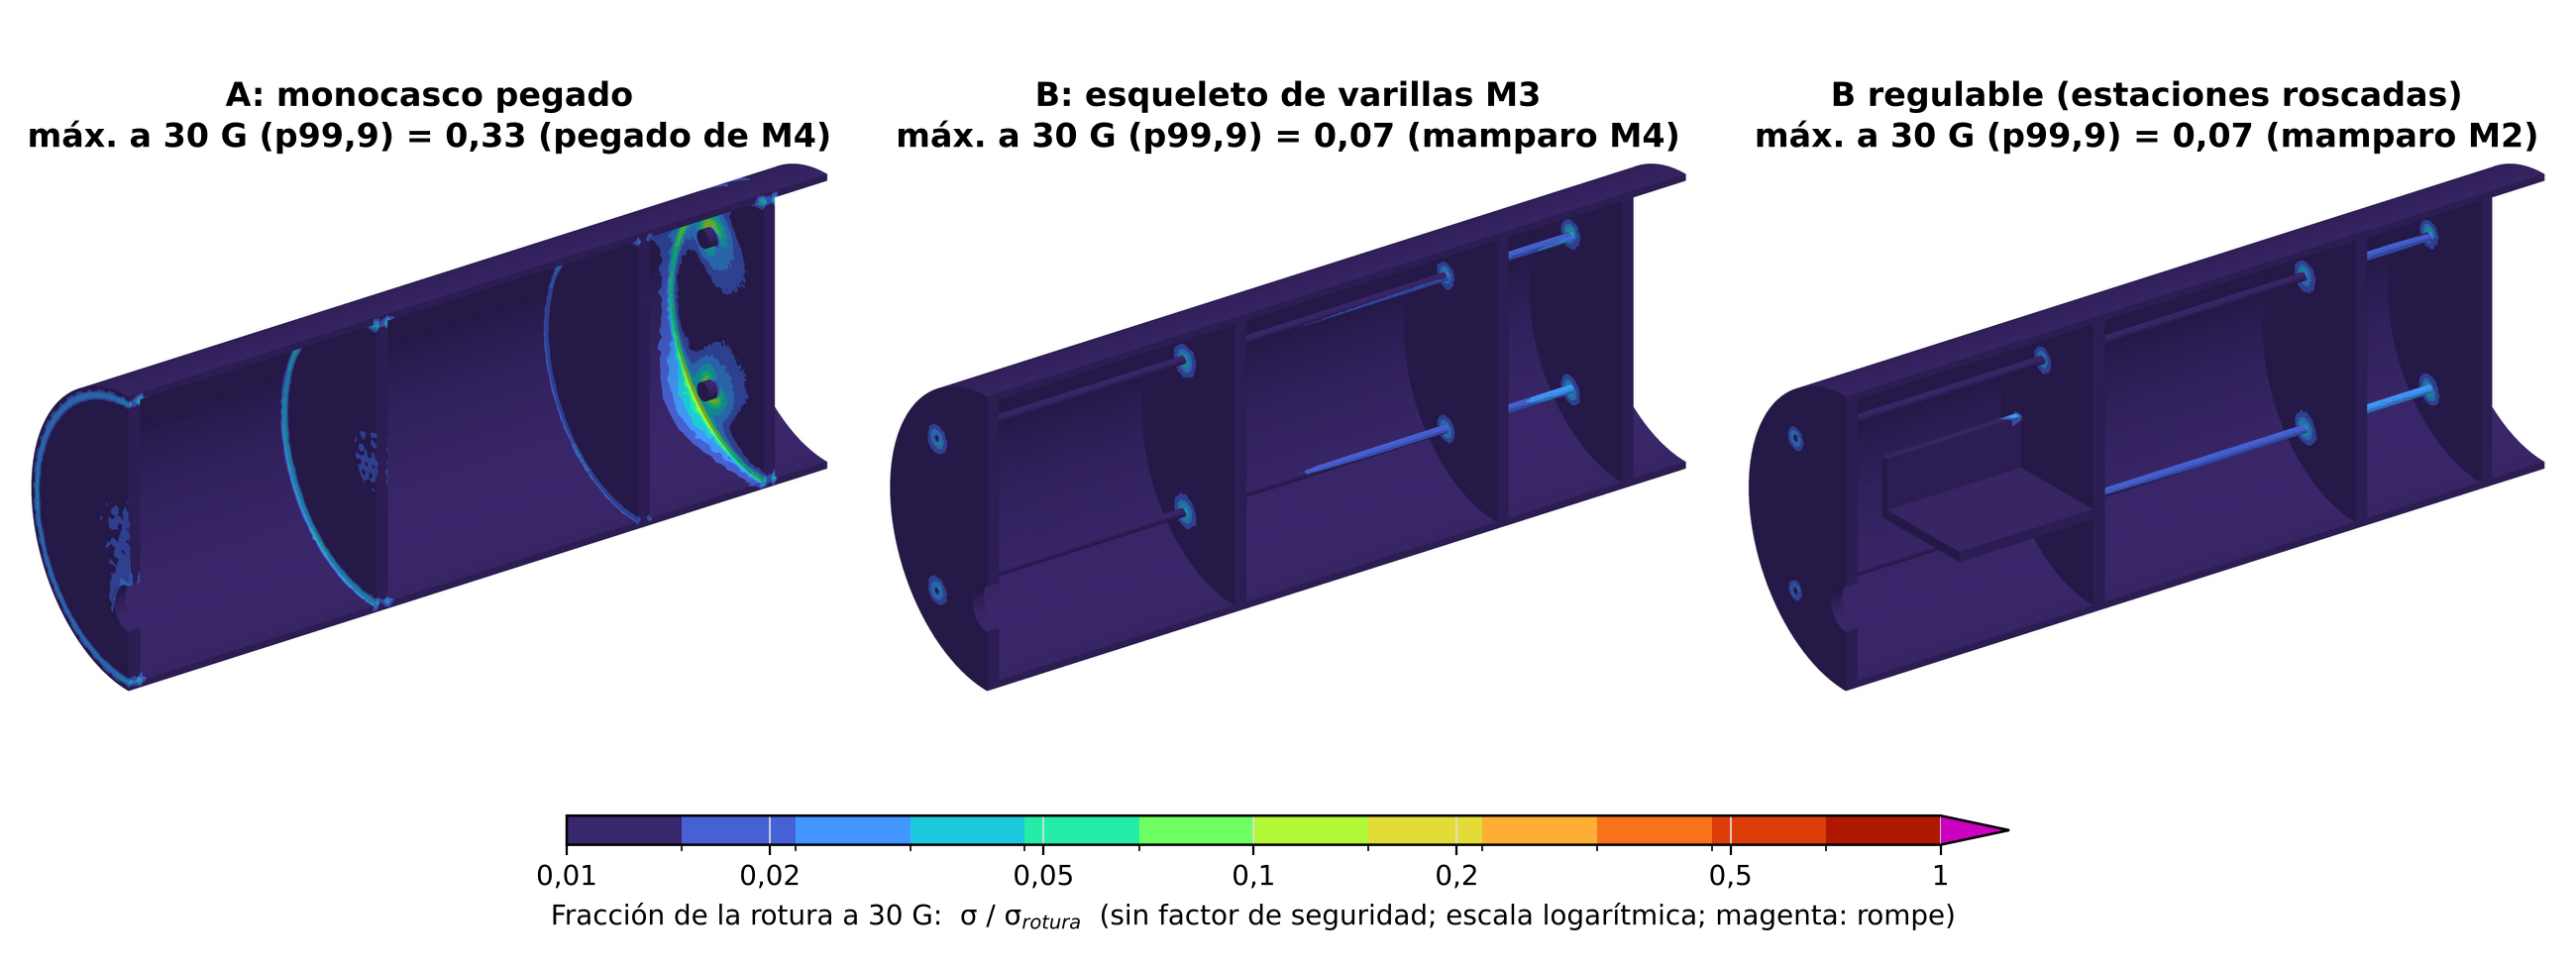 A: monocasco pegado
máx. a 30 G (p99,9) = 0,33 (pegado de M4)
B: esqueleto de varillas M3
máx. a 30 G (p99,9) = 0,07 (mamparo M4)
B regulable (estaciones roscadas)
máx. a 30 G (p99,9) = 0,07 (mamparo M2)
0,01 0,02 0,05 0,1 0,2 0,5 1
Fracción de la rotura a 30 G: σ / σrotura (sin factor de seguridad; escala logarítmica; magenta: rompe)